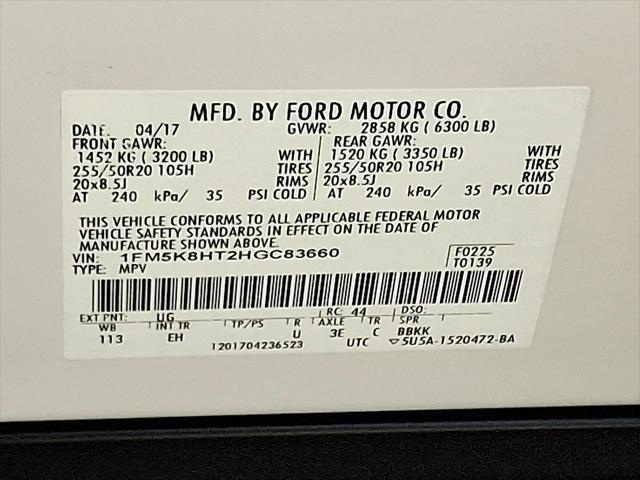 MFD. BY FORD MOTOR CO.
DATE: 04/17 GVWR: 2858 KG ( 6300 LB)
FRONT GAWR: REAR GAWR:
1452 KG ( 3200 LB) WITH 1520 KG ( 3350 LB) WITH
255/50R20 105H TIRES 255/50R20 105H TIRES
20x8.5J RIMS 20x8.5J RIMS
AT 240 kPa/ 35 PSI COLD AT 240 kPa/ 35 PSI COLD
THIS VEHICLE CONFORMS TO ALL APPLICABLE FEDERAL MOTOR
VEHICLE SAFETY STANDARDS IN EFFECT ON THE DATE OF
MANUFACTURE SHOWN ABOVE.
VIN: 1FM5K8HT2HGC83660 F0225
TYPE: MPV T0139
EXT PNT: UG RC: 44 DSO:
WB INT TR TP/PS R AXLE TR SPR
113 EH U 3E C BBKK
1201704236523 UTC ▽5U5A-1520472-BA